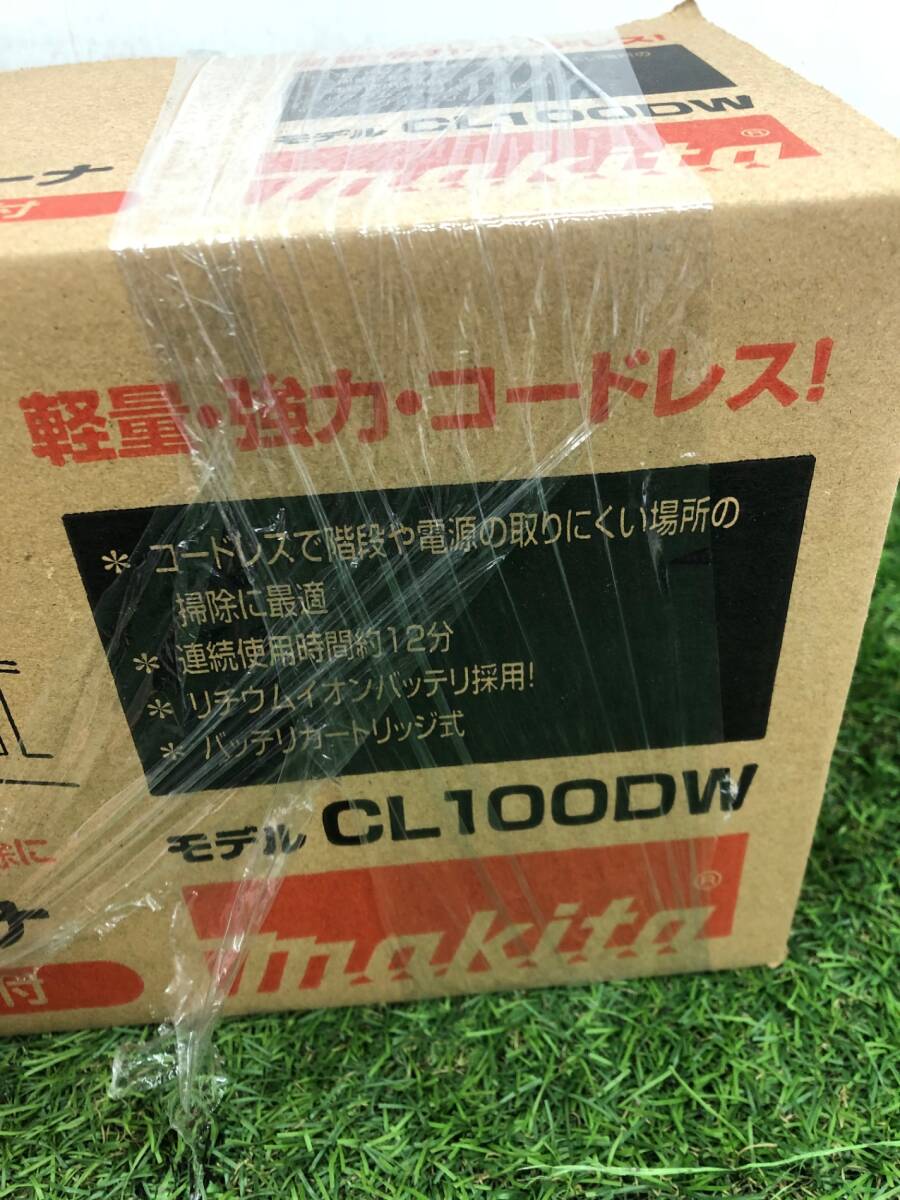 モデル CL100DW
makita®
ーナ
付
軽量・強力・コードレス!
* コードレスで階段や電源の取りにくい場所の
掃除に最適
* 連続使用時間約12分
* リチウムイオンバッテリ採用!
* バッテリカートリッジ式
モデル CL100DW
makita®
除に
付